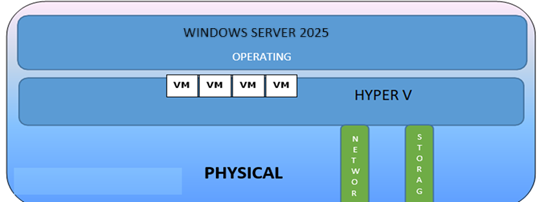 WINDOWS SERVER 2025
OPERATING
VM VM VM VM
HYPER V
PHYSICAL
NETWOR
STORAG